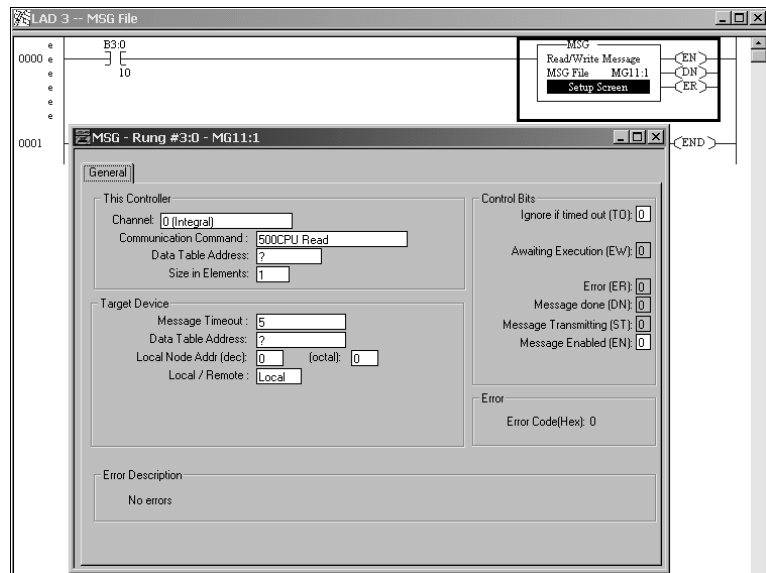 LAD 3 -- MSG File
e
0000 e
e
e
e
e
B3:0
10
MSG
Read/Write Message
MSG File MG11:1
Setup Screen
EN
DN
ER
0001
END
MSG - Rung #3:0 - MG11:1
General
This Controller
Channel: 0 (Integral)
Communication Command : 500CPU Read
Data Table Address: ?
Size in Elements: 1
Target Device
Message Timeout : 5
Data Table Address: ?
Local Node Addr (dec): 0 (octal): 0
Local / Remote : Local
Control Bits
Ignore if timed out (TO): 0
Awaiting Execution (EW): 0
Error (ER): 0
Message done (DN): 0
Message Transmitting (ST): 0
Message Enabled (EN): 0
Error
Error Code(Hex): 0
Error Description
No errors